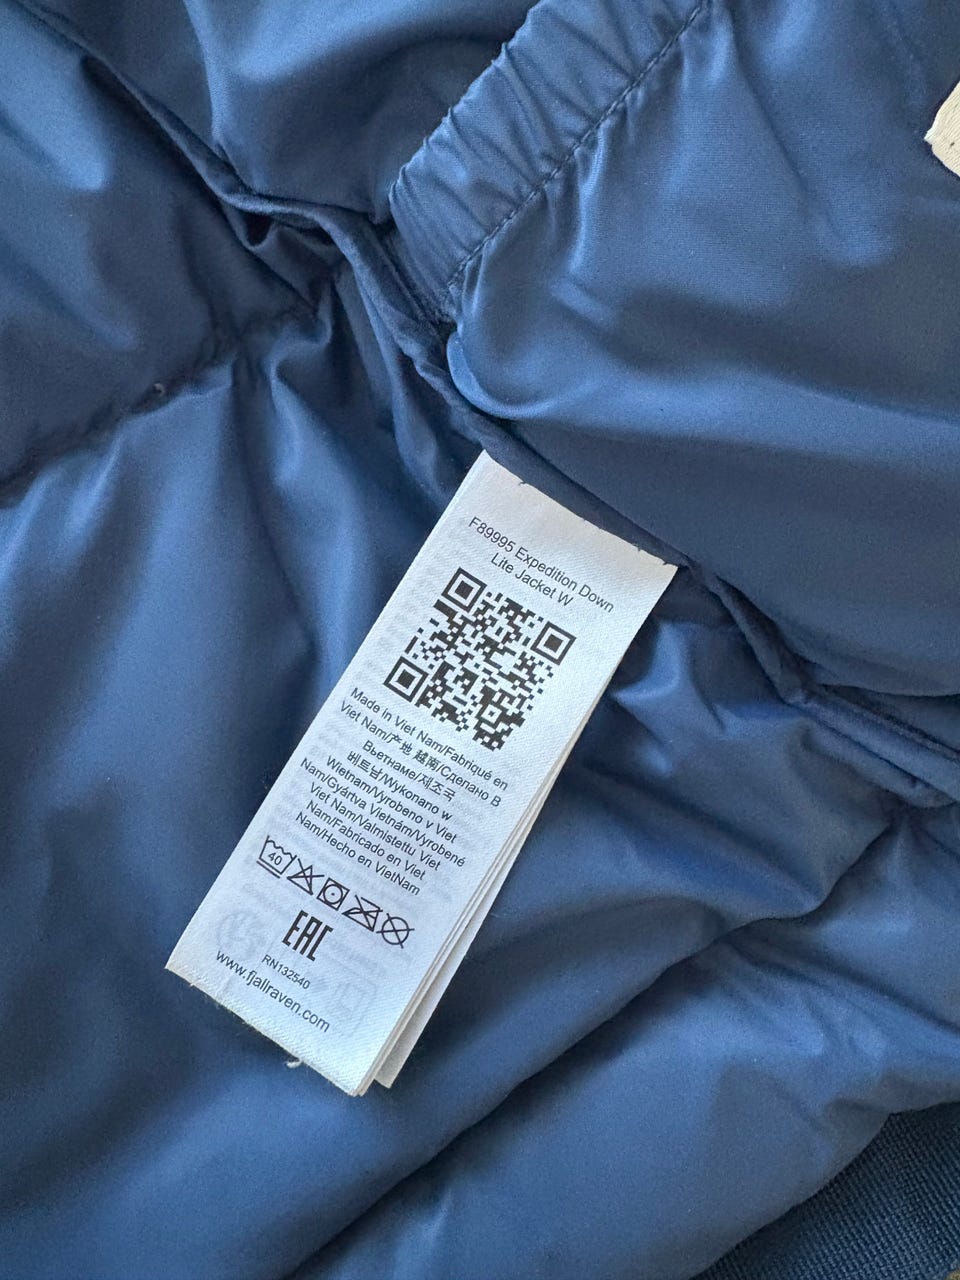 F89995 Expedition Down
Lite Jacket W
Made in Viet Nam/Fabriqué en
Viet Nam/产地 越南/Сделано В
Вьетнаме/제조국
베트남/Wykonano w
Wietnam/Vyrobeno v Viet
Nam/Gyártva Vietnám/Vyrobené
Viet Nam/Valmistettu Viet
Nam/Fabricado en Viet
Nam/Hecho en VietNam
40
EAC
RN132540
www.fjallraven.com